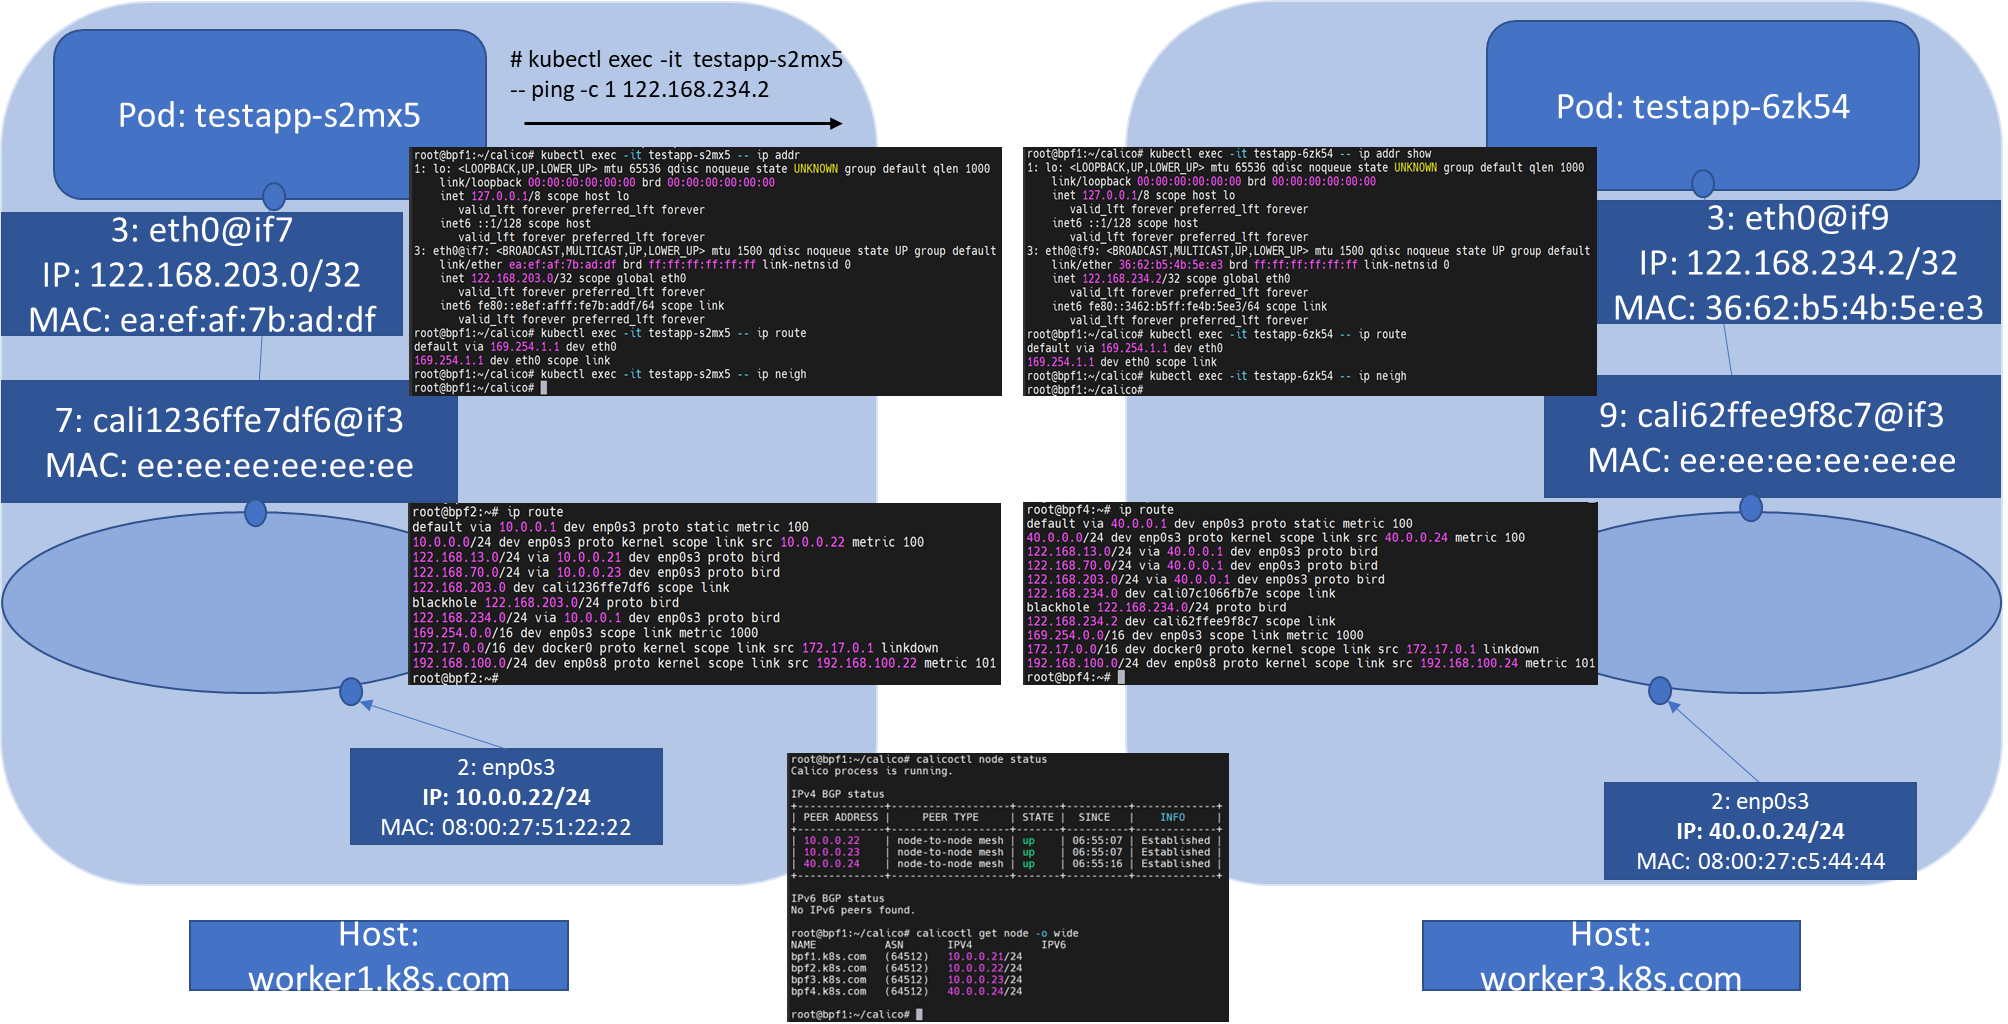 Pod: testapp-s2mx5
# kubectl exec -it  testapp-s2mx5
-- ping -c 1 122.168.234.2
Pod: testapp-6zk54
3: eth0@if7
IP: 122.168.203.0/32
MAC: ea:ef:af:7b:ad:df
root@bpf1:~/calico# kubectl exec -it testapp-s2mx5 -- ip addr
1: lo: <LOOPBACK,UP,LOWER_UP> mtu 65536 qdisc noqueue state UNKNOWN group default qlen 1000
link/loopback 00:00:00:00:00:00 brd 00:00:00:00:00:00
inet 127.0.0.1/8 scope host lo
valid_lft forever preferred_lft forever
inet6 ::1/128 scope host
valid_lft forever preferred_lft forever
3: eth0@if7: <BROADCAST,MULTICAST,UP,LOWER_UP> mtu 1500 qdisc noqueue state UP group default
link/ether ea:ef:af:7b:ad:df brd ff:ff:ff:ff:ff:ff link-netnsid 0
inet 122.168.203.0/32 scope global eth0
valid_lft forever preferred_lft forever
inet6 fe80::e8ef:afff:fe7b:addf/64 scope link
valid_lft forever preferred_lft forever
root@bpf1:~/calico# kubectl exec -it testapp-s2mx5 -- ip route
default via 169.254.1.1 dev eth0
169.254.1.1 dev eth0 scope link
root@bpf1:~/calico# kubectl exec -it testapp-s2mx5 -- ip neigh
root@bpf1:~/calico#
root@bpf1:~/calico# kubectl exec -it testapp-6zk54 -- ip addr show
1: lo: <LOOPBACK,UP,LOWER_UP> mtu 65536 qdisc noqueue state UNKNOWN group default qlen 1000
link/loopback 00:00:00:00:00:00 brd 00:00:00:00:00:00
inet 127.0.0.1/8 scope host lo
valid_lft forever preferred_lft forever
inet6 ::1/128 scope host
valid_lft forever preferred_lft forever
3: eth0@if9: <BROADCAST,MULTICAST,UP,LOWER_UP> mtu 1500 qdisc noqueue state UP group default
link/ether 36:62:b5:4b:5e:e3 brd ff:ff:ff:ff:ff:ff link-netnsid 0
inet 122.168.234.2/32 scope global eth0
valid_lft forever preferred_lft forever
inet6 fe80::3462:b5ff:fe4b:5ee3/64 scope link
valid_lft forever preferred_lft forever
root@bpf1:~/calico# kubectl exec -it testapp-6zk54 -- ip route
default via 169.254.1.1 dev eth0
169.254.1.1 dev eth0 scope link
root@bpf1:~/calico# kubectl exec -it testapp-6zk54 -- ip neigh
root@bpf1:~/calico#
3: eth0@if9
IP: 122.168.234.2/32
MAC: 36:62:b5:4b:5e:e3
7: cali1236ffe7df6@if3
MAC: ee:ee:ee:ee:ee:ee
9: cali62ffee9f8c7@if3
MAC: ee:ee:ee:ee:ee:ee
root@bpf2:~# ip route
default via 10.0.0.1 dev enp0s3 proto static metric 100
10.0.0.0/24 dev enp0s3 proto kernel scope link src 10.0.0.22 metric 100
122.168.13.0/24 via 10.0.0.21 dev enp0s3 proto bird
122.168.70.0/24 via 10.0.0.23 dev enp0s3 proto bird
122.168.203.0 dev cali1236ffe7df6 scope link
blackhole 122.168.203.0/24 proto bird
122.168.234.0/24 via 10.0.0.1 dev enp0s3 proto bird
169.254.0.0/16 dev enp0s3 scope link metric 1000
172.17.0.0/16 dev docker0 proto kernel scope link src 172.17.0.1 linkdown
192.168.100.0/24 dev enp0s8 proto kernel scope link src 192.168.100.22 metric 101
root@bpf2:~#
root@bpf4:~# ip route
default via 40.0.0.1 dev enp0s3 proto static metric 100
40.0.0.0/24 dev enp0s3 proto kernel scope link src 40.0.0.24 metric 100
122.168.13.0/24 via 40.0.0.1 dev enp0s3 proto bird
122.168.70.0/24 via 40.0.0.1 dev enp0s3 proto bird
122.168.203.0/24 via 40.0.0.1 dev enp0s3 proto bird
122.168.234.0 dev cali07c1066fb7e scope link
blackhole 122.168.234.0/24 proto bird
122.168.234.2 dev cali62ffee9f8c7 scope link
169.254.0.0/16 dev enp0s3 scope link metric 1000
172.17.0.0/16 dev docker0 proto kernel scope link src 172.17.0.1 linkdown
192.168.100.0/24 dev enp0s8 proto kernel scope link src 192.168.100.24 metric 101
root@bpf4:~#
2: enp0s3
IP: 10.0.0.22/24
MAC: 08:00:27:51:22:22
root@bpf1:~/calico# calicoctl node status
Calico process is running.
IPv4 BGP status
+--------------+-------------------+-------+----------+-------------+
| PEER ADDRESS |     PEER TYPE     | STATE |  SINCE   |    INFO     |
+--------------+-------------------+-------+----------+-------------+
| 10.0.0.22    | node-to-node mesh | up    | 06:55:07 | Established |
| 10.0.0.23    | node-to-node mesh | up    | 06:55:07 | Established |
| 40.0.0.24    | node-to-node mesh | up    | 06:55:16 | Established |
+--------------+-------------------+-------+----------+-------------+
IPv6 BGP status
No IPv6 peers found.
root@bpf1:~/calico# calicoctl get node -o wide
NAME           ASN       IPV4           IPV6
bpf1.k8s.com   (64512)   10.0.0.21/24
bpf2.k8s.com   (64512)   10.0.0.22/24
bpf3.k8s.com   (64512)   10.0.0.23/24
bpf4.k8s.com   (64512)   40.0.0.24/24
root@bpf1:~/calico#
2: enp0s3
IP: 40.0.0.24/24
MAC: 08:00:27:c5:44:44
Host:
worker1.k8s.com
Host:
worker3.k8s.com